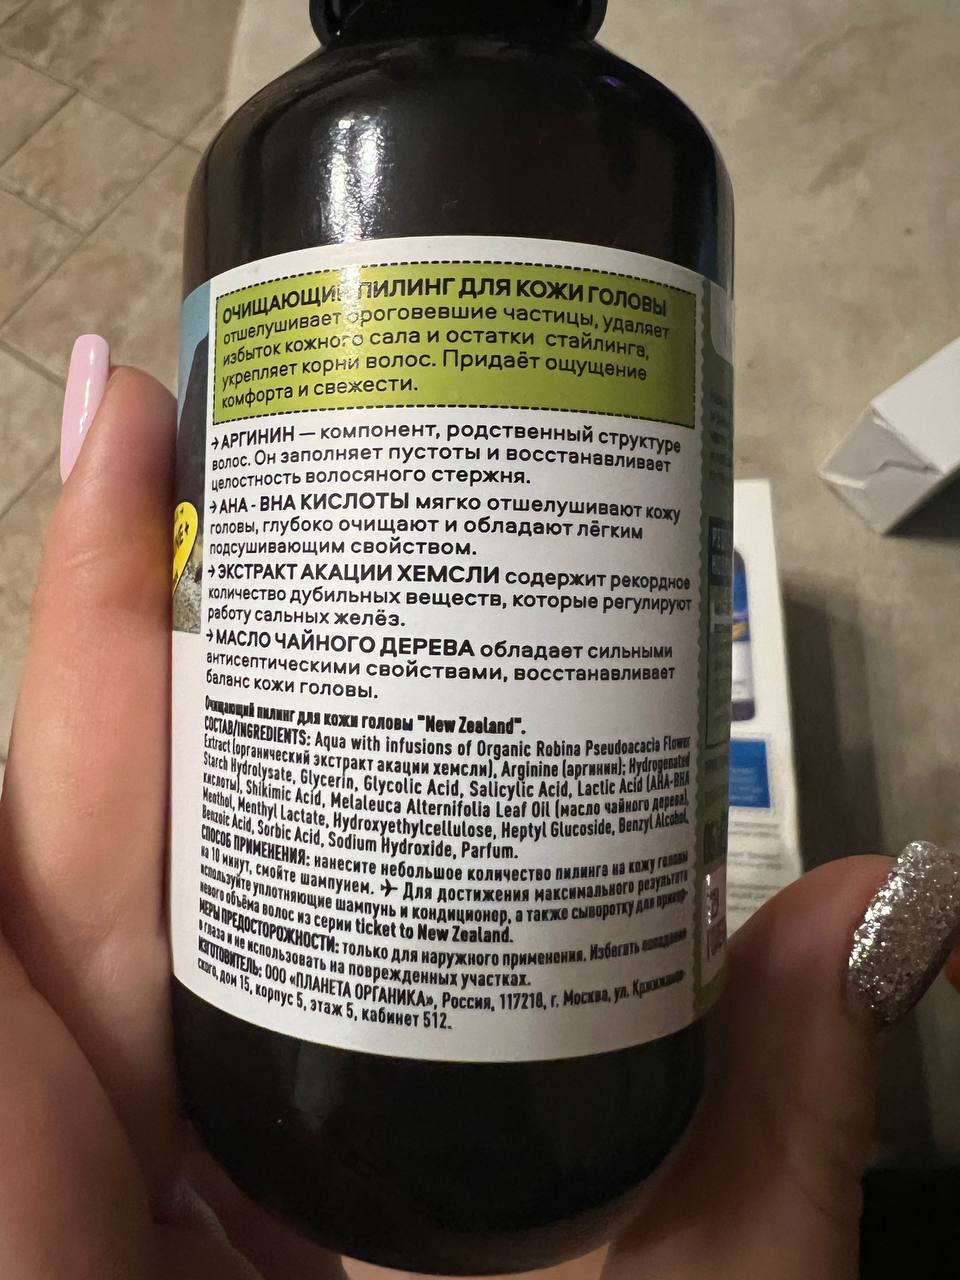 ОЧИЩАЮЩИЙ ПИЛИНГ ДЛЯ КОЖИ ГОЛОВЫ
отшелушивает ороговевшие частицы, удаляет
избыток кожного сала и остатки стайлинга,
укрепляет корни волос. Придаёт ощущение
комфорта и свежести.
→ АРГИНИН — компонент, родственный структуре
волос. Он заполняет пустоты и восстанавливает
целостность волосяного стержня.
→ AHA - BHA КИСЛОТЫ мягко отшелушивают кожу
головы, глубоко очищают и обладают лёгким
подсушивающим свойством.
→ ЭКСТРАКТ АКАЦИИ ХЕМСЛИ содержит рекордное
количество дубильных веществ, которые регулируют
работу сальных желёз.
→ МАСЛО ЧАЙНОГО ДЕРЕВА обладает сильными
антисептическими свойствами, восстанавливает
баланс кожи головы.
Очищающий пилинг для кожи головы "New Zealand".
СОСТАВ/INGREDIENTS: Aqua with infusions of Organic Robina Pseudoacacia Flower
Extract (органический экстракт акации хемсли), Arginine (аргинин); Hydrogenated
Starch Hydrolysate, Glycerin, Glycolic Acid, Salicylic Acid, Lactic Acid (AHA-BHA
кислоты), Shikimic Acid, Melaleuca Alternifolia Leaf Oil (масло чайного дерева),
Menthol, Menthyl Lactate, Hydroxyethylcellulose, Heptyl Glucoside, Benzyl Alcohol,
Benzoic Acid, Sorbic Acid, Sodium Hydroxide, Parfum.
СПОСОБ ПРИМЕНЕНИЯ: нанесите небольшое количество пилинга на кожу головы
на 10 минут, смойте шампунем. ✈ Для достижения максимального результата
используйте уплотняющие шампунь и кондиционер, а также сыворотку для прикор-
невого объёма волос из серии ticket to New Zealand.
МЕРЫ ПРЕДОСТОРОЖНОСТИ: только для наружного применения. Избегать попадания
в глаза и не использовать на поврежденных участках.
ИЗГОТОВИТЕЛЬ: ООО «ПЛАНЕТА ОРГАНИКА», Россия, 117218, г. Москва, ул. Кржижанов-
ского, дом 15, корпус 5, этаж 5, кабинет 512.